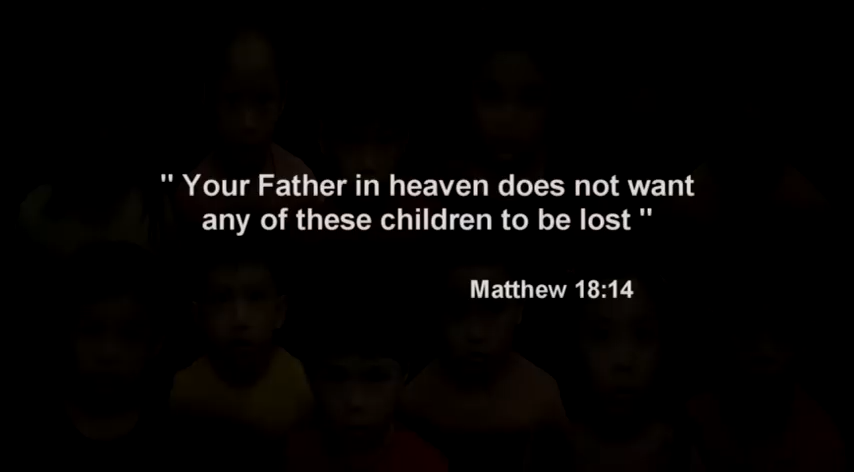 " Your Father in heaven does not want
any of these children to be lost "
Matthew 18:14